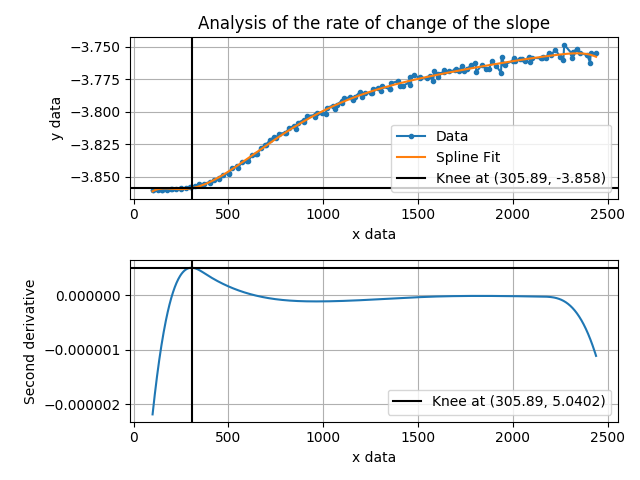 Analysis of the rate of change of the slope
y data
−3.750
−3.775
−3.800
−3.825
−3.850
Data
Spline Fit
Knee at (305.89, -3.858)
0
500
1000
1500
2000
2500
x data
Second derivative
0.000000
−0.000001
−0.000002
Knee at (305.89, 5.0402)
0
500
1000
1500
2000
2500
x data